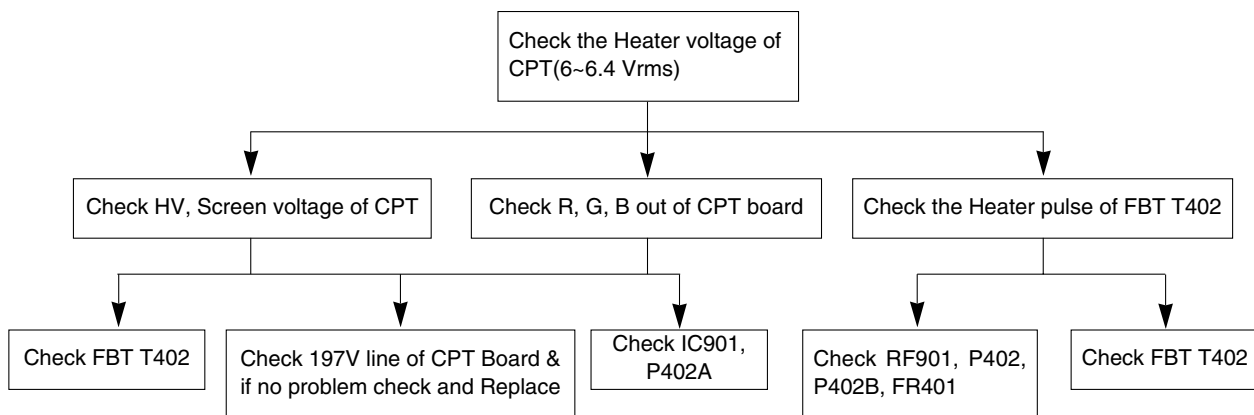 Check the Heater voltage of
CPT(6~6.4 Vrms)
Check HV, Screen voltage of CPT
Check R, G, B out of CPT board
Check the Heater pulse of FBT T402
Check FBT T402
Check 197V line of CPT Board &
if no problem check and Replace
Check IC901,
P402A
Check RF901, P402,
P402B, FR401
Check FBT T402